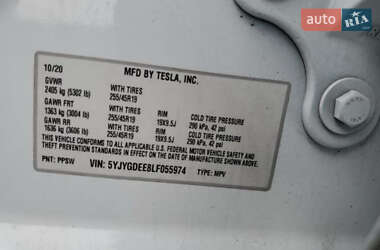 auto RIA.com
10/20
MFD BY TESLA, INC.
GVWR
2405 kg (5302 lb)
WITH TIRES
255/45R19
GAWR FRT
1363 kg (3004 lb)
WITH TIRES
255/45R19
RIM
19X9.5J
COLD TIRE PRESSURE
290 kPa, 42 psi
GAWR RR
1636 kg (3606 lb)
WITH TIRES
255/45R19
RIM
19X9.5J
COLD TIRE PRESSURE
290 kPa, 42 psi
THIS VEHICLE CONFORMS TO ALL APPLICABLE U.S. FEDERAL MOTOR VEHICLE SAFETY
AND THEFT PREVENTION STANDARDS IN EFFECT ON THE DATE OF MANUFACTURE SHOWN ABOVE.
PNT: PPSW
VIN: 5YJYGDEE8LF055974
TYPE: MPV